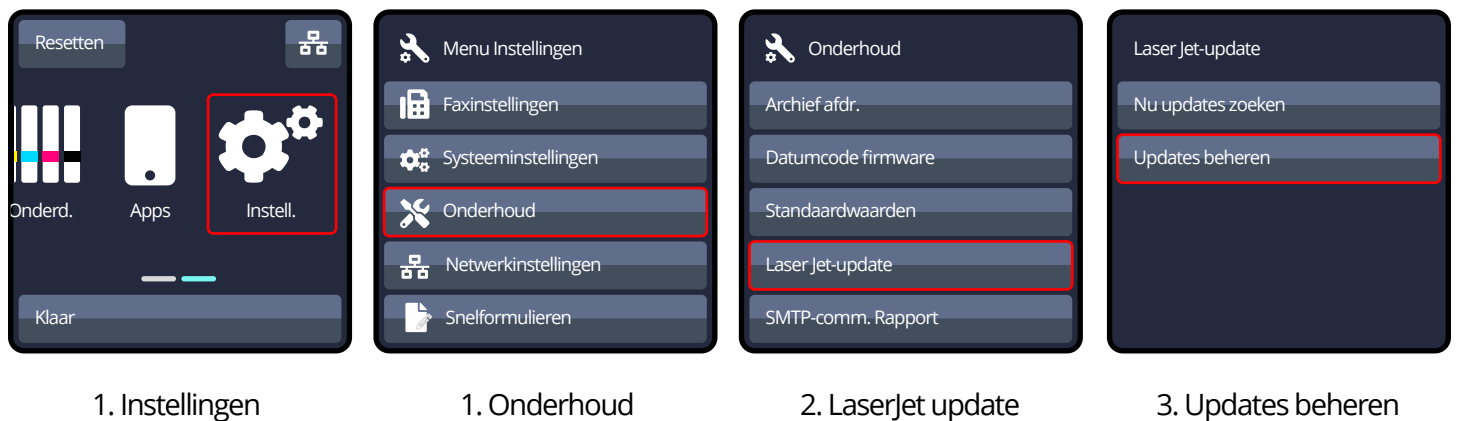 Resetten
Onderd.
Apps
Instell.
Klaar
Menu Instellingen
Faxinstellingen
Systeeminstellingen
Onderhoud
Netwerkinstellingen
Snelformulieren
Onderhoud
Archief afdr.
Datumcode firmware
Standaardwaarden
Laser Jet-update
SMTP-comm. Rapport
Laser Jet-update
Nu updates zoeken
Updates beheren
1. Instellingen
1. Onderhoud
2. LaserJet update
3. Updates beheren